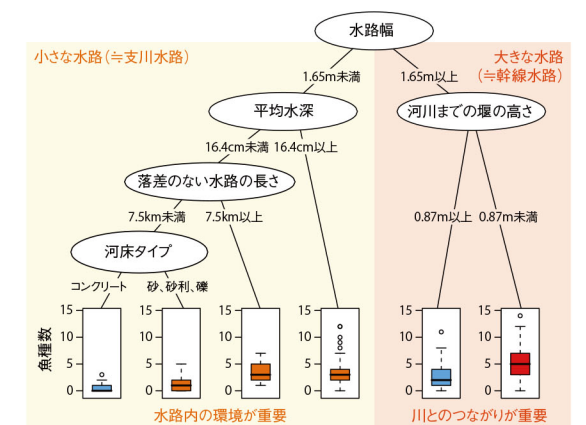 水路幅
小さな水路(≒支川水路)
大きな水路
(≒幹線水路)
1.65m未満
1.65m以上
平均水深
河川までの堰の高さ
16.4cm未満
16.4cm以上
落差のない水路の長さ
7.5km未満
7.5km以上
0.87m以上
0.87m未満
河床タイプ
コンクリート
砂、砂利、礫
魚種数
15
10
5
0
15
10
5
0
15
10
5
0
15
10
5
0
15
10
5
0
15
10
5
0
水路内の環境が重要
川とのつながりが重要